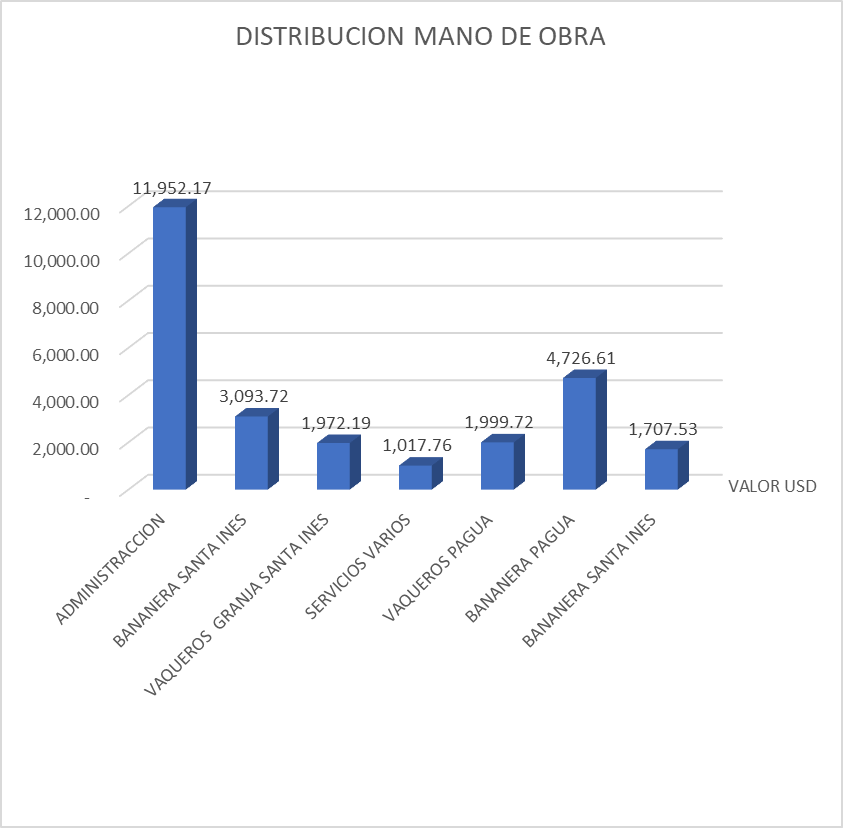 DISTRIBUCION MANO DE OBRA
11,952.17
12,000.00
10,000.00
8,000.00
6,000.00
4,000.00
2,000.00
-
3,093.72
1,972.19
1,017.76
1,999.72
4,726.61
1,707.53
VALOR USD
ADMINISTRACCION
BANANERA SANTA INES
VAQUEROS GRANJA SANTA INES
SERVICIOS VARIOS
VAQUEROS PAGUA
BANANERA PAGUA
BANANERA SANTA INES